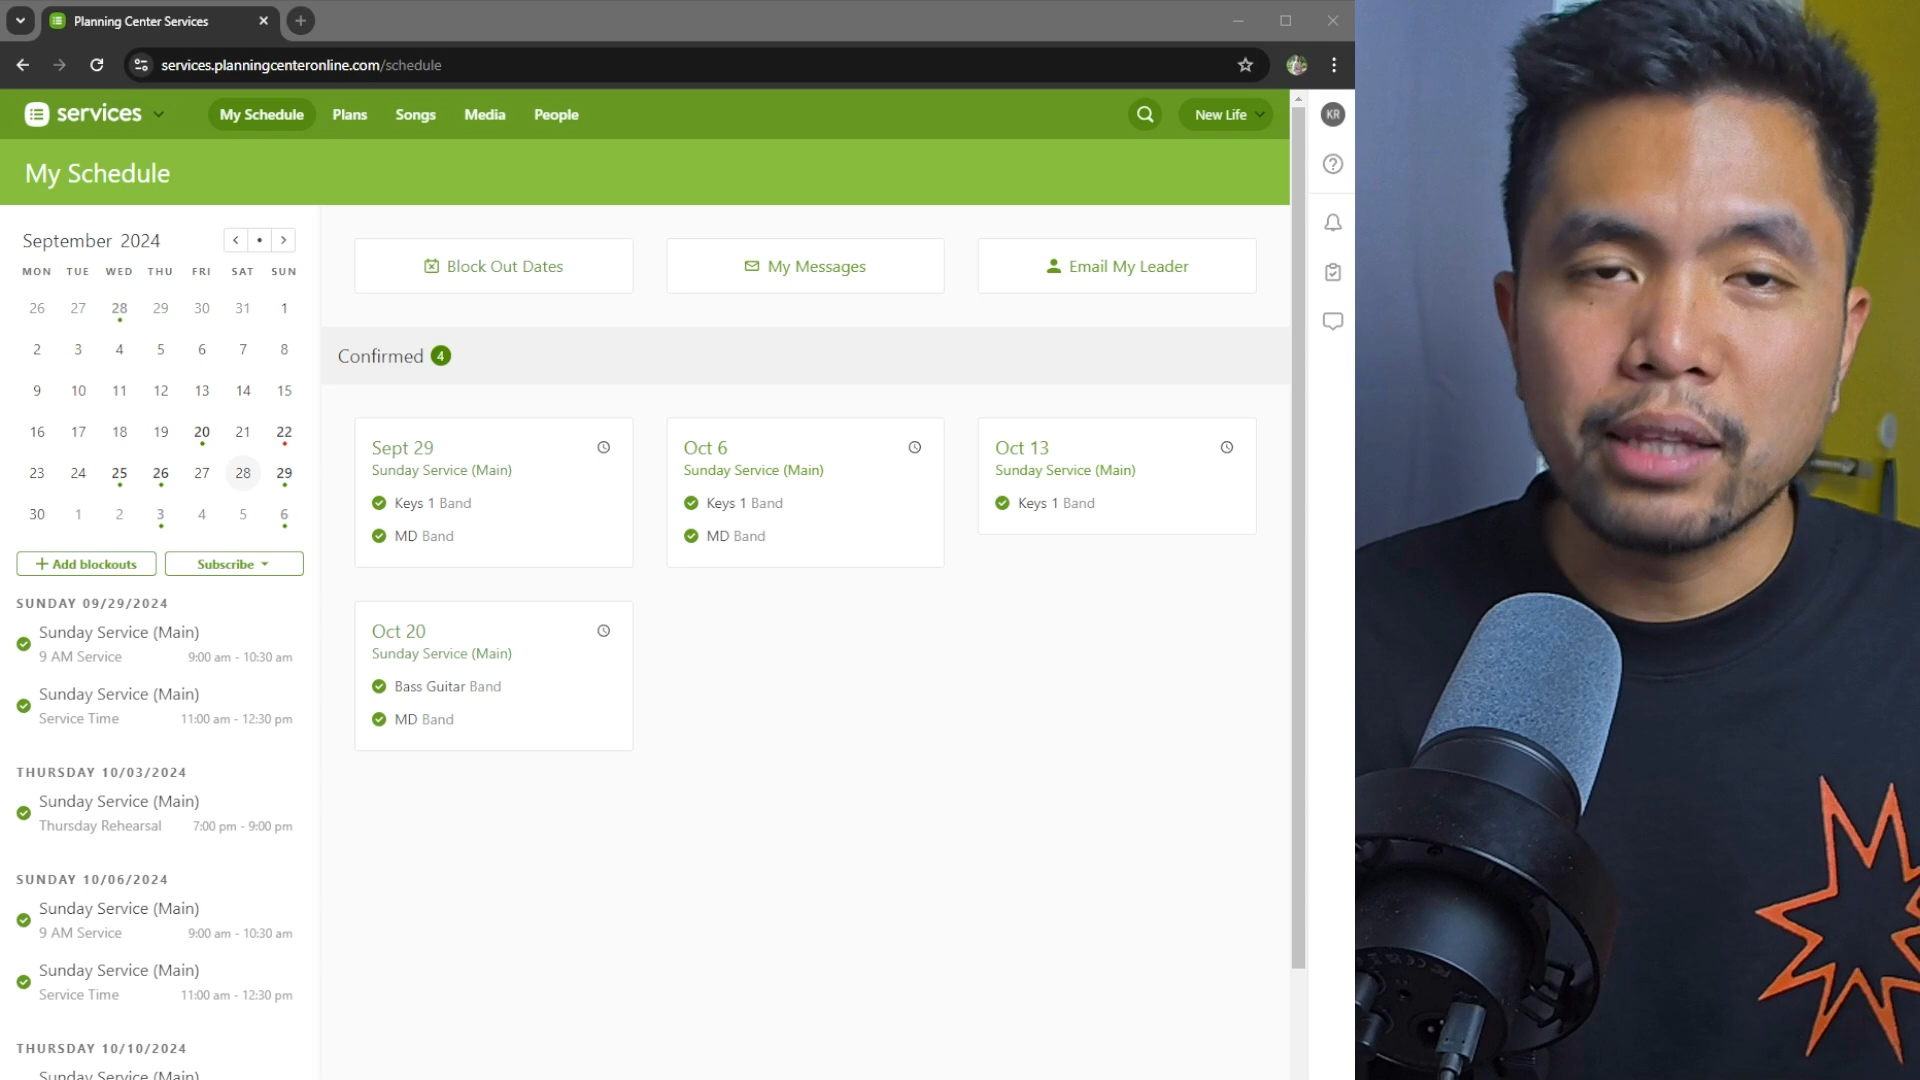 Planning Center Services
services.planningcenteronline.com/schedule
services
My Schedule
Plans
Songs
Media
People
New Life
KR
My Schedule
September 2024
MON TUE WED THU FRI SAT SUN
26 27 28 29 30 31 1
2 3 4 5 6 7 8
9 10 11 12 13 14 15
16 17 18 19 20 21 22
23 24 25 26 27 28 29
30 1 2 3 4 5 6
+ Add blockouts
Subscribe
SUNDAY 09/29/2024
Sunday Service (Main)
9 AM Service 9:00 am - 10:30 am
Sunday Service (Main)
Service Time 11:00 am - 12:30 pm
THURSDAY 10/03/2024
Sunday Service (Main)
Thursday Rehearsal 7:00 pm - 9:00 pm
SUNDAY 10/06/2024
Sunday Service (Main)
9 AM Service 9:00 am - 10:30 am
Sunday Service (Main)
Service Time 11:00 am - 12:30 pm
THURSDAY 10/10/2024
Sunday Service (Main)
Block Out Dates
My Messages
Email My Leader
Confirmed 4
Sept 29
Sunday Service (Main)
Keys 1 Band
MD Band
Oct 6
Sunday Service (Main)
Keys 1 Band
MD Band
Oct 13
Sunday Service (Main)
Keys 1 Band
Oct 20
Sunday Service (Main)
Bass Guitar Band
MD Band